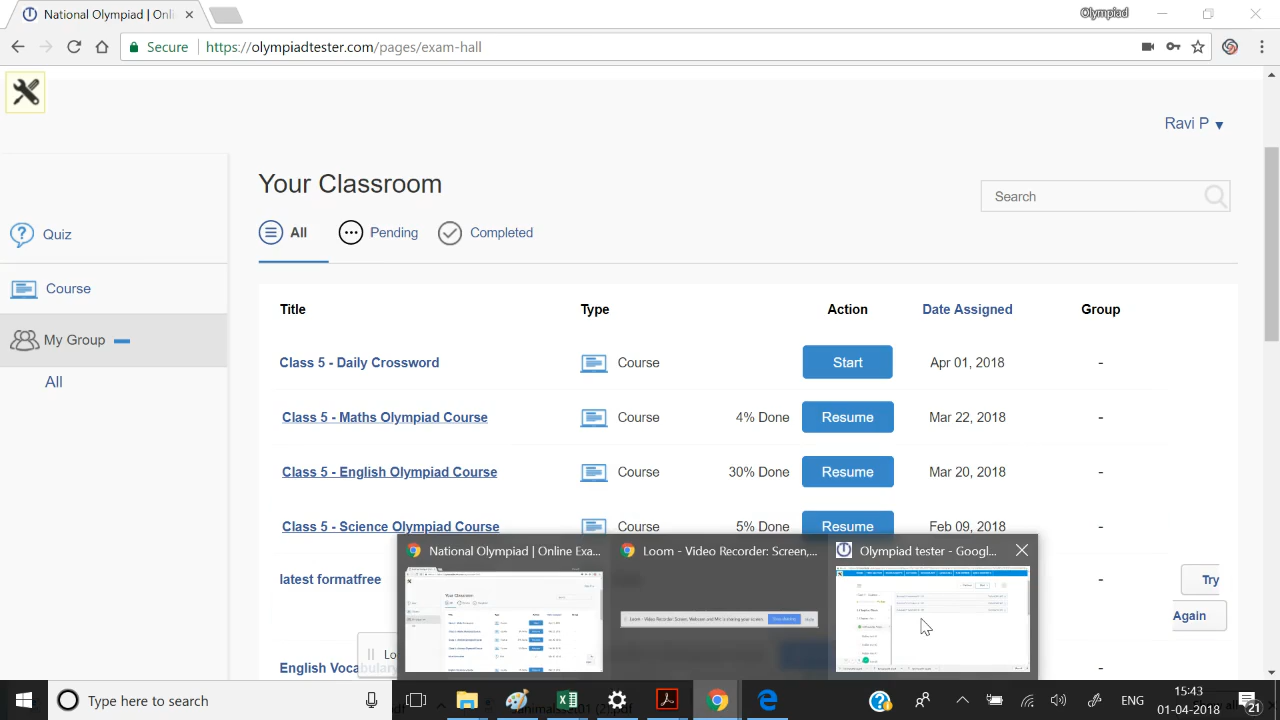 National Olympiad | Onli
Olympiad
Secure
https://olympiadtester.com/pages/exam-hall
Ravi P
Your Classroom
Search
Quiz
All
Pending
Completed
Course
My Group
All
Title Type Action Date Assigned Group
Class 5 - Daily Crossword Course Start Apr 01, 2018 -
Class 5 - Maths Olympiad Course Course 4% Done Resume Mar 22, 2018 -
Class 5 - English Olympiad Course Course 30% Done Resume Mar 20, 2018 -
Class 5 - Science Olympiad Course Course 5% Done Resume Feb 09, 2018 -
National Olympiad | Online Exa...
Loom - Video Recorder: Screen,...
Olympiad tester - Googl...
latest formatfree - Try
Again
Lo
English Vocabulary -
Type here to search
ENG
15:43
01-04-2018
21